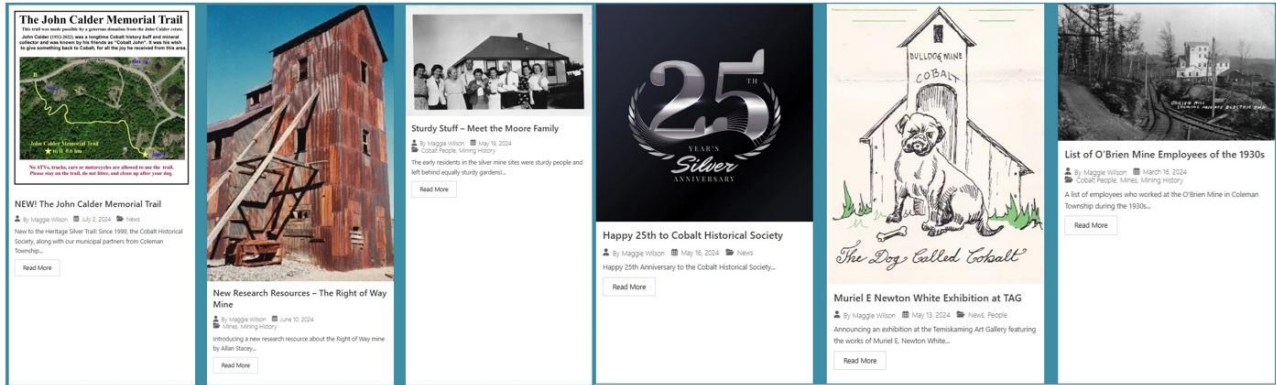 The John Calder Memorial Trail
This trail was made possible by a generous donation from the John Calder estate.
John Calder (1932-2022) was a longtime Cobalt history buff and mineral
collector and was known by his friends as "Cobalt John". It was his wish
to give something back to Cobalt, for all the joy he received from this area.
John Calder Memorial Trail
No ATVs, trucks, cars or motorcycles are allowed to use the trail.
Please stay on the trail, do not litter, and clean up after your dog.
NEW! The John Calder Memorial Trail
By Maggie Wilson July 2, 2024 News
New to the Heritage Silver Trail! Since 1999, the Cobalt Historical
Society, along with our municipal partners from Coleman
Township...
Read More
New Research Resources – The Right of Way
Mine
By Maggie Wilson June 10, 2024
Mines, Mining History
Introducing a new research resource about the Right of Way mine
by Allan Stacey...
Read More
Sturdy Stuff – Meet the Moore Family
By Maggie Wilson May 19, 2024
Cobalt People, Mining History
The early residents in the silver mine sites were sturdy people and
left behind equally sturdy gardens!...
Read More
25TH
YEAR'S
Silver
ANNIVERSARY
Happy 25th to Cobalt Historical Society
By Maggie Wilson May 16, 2024 News
Happy 25th Anniversary to the Cobalt Historical Society...
Read More
BULLDOG MINE
COBALT
The Dog Called Cobalt
Muriel E Newton White Exhibition at TAG
By Maggie Wilson May 13, 2024 News, People
Announcing an exhibition at the Temiskaming Art Gallery featuring
the works of Muriel E. Newton White...
Read More
List of O'Brien Mine Employees of the 1930s
By Maggie Wilson March 16, 2024
Cobalt People, Mines, Mining History
A list of employees who worked at the O'Brien Mine in Coleman
Township during the 1930s...
Read More